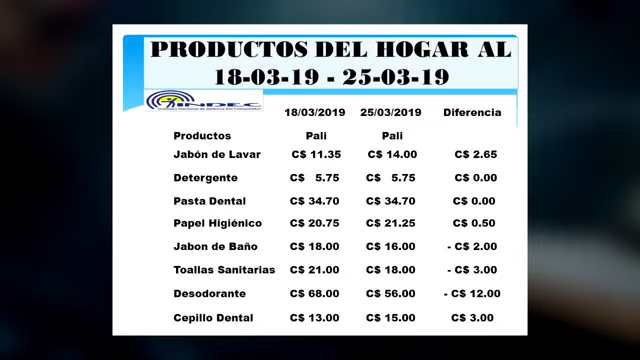 PRODUCTOS DEL HOGAR AL
18-03-19 - 25-03-19
INDEC
18/03/2019 25/03/2019 Diferencia
Productos Pali Pali
Jabón de Lavar C$ 11.35 C$ 14.00 C$ 2.65
Detergente C$ 5.75 C$ 5.75 C$ 0.00
Pasta Dental C$ 34.70 C$ 34.70 C$ 0.00
Papel Higiénico C$ 20.75 C$ 21.25 C$ 0.50
Jabon de Baño C$ 18.00 C$ 16.00 - C$ 2.00
Toallas Sanitarias C$ 21.00 C$ 18.00 - C$ 3.00
Desodorante C$ 68.00 C$ 56.00 - C$ 12.00
Cepillo Dental C$ 13.00 C$ 15.00 C$ 3.00